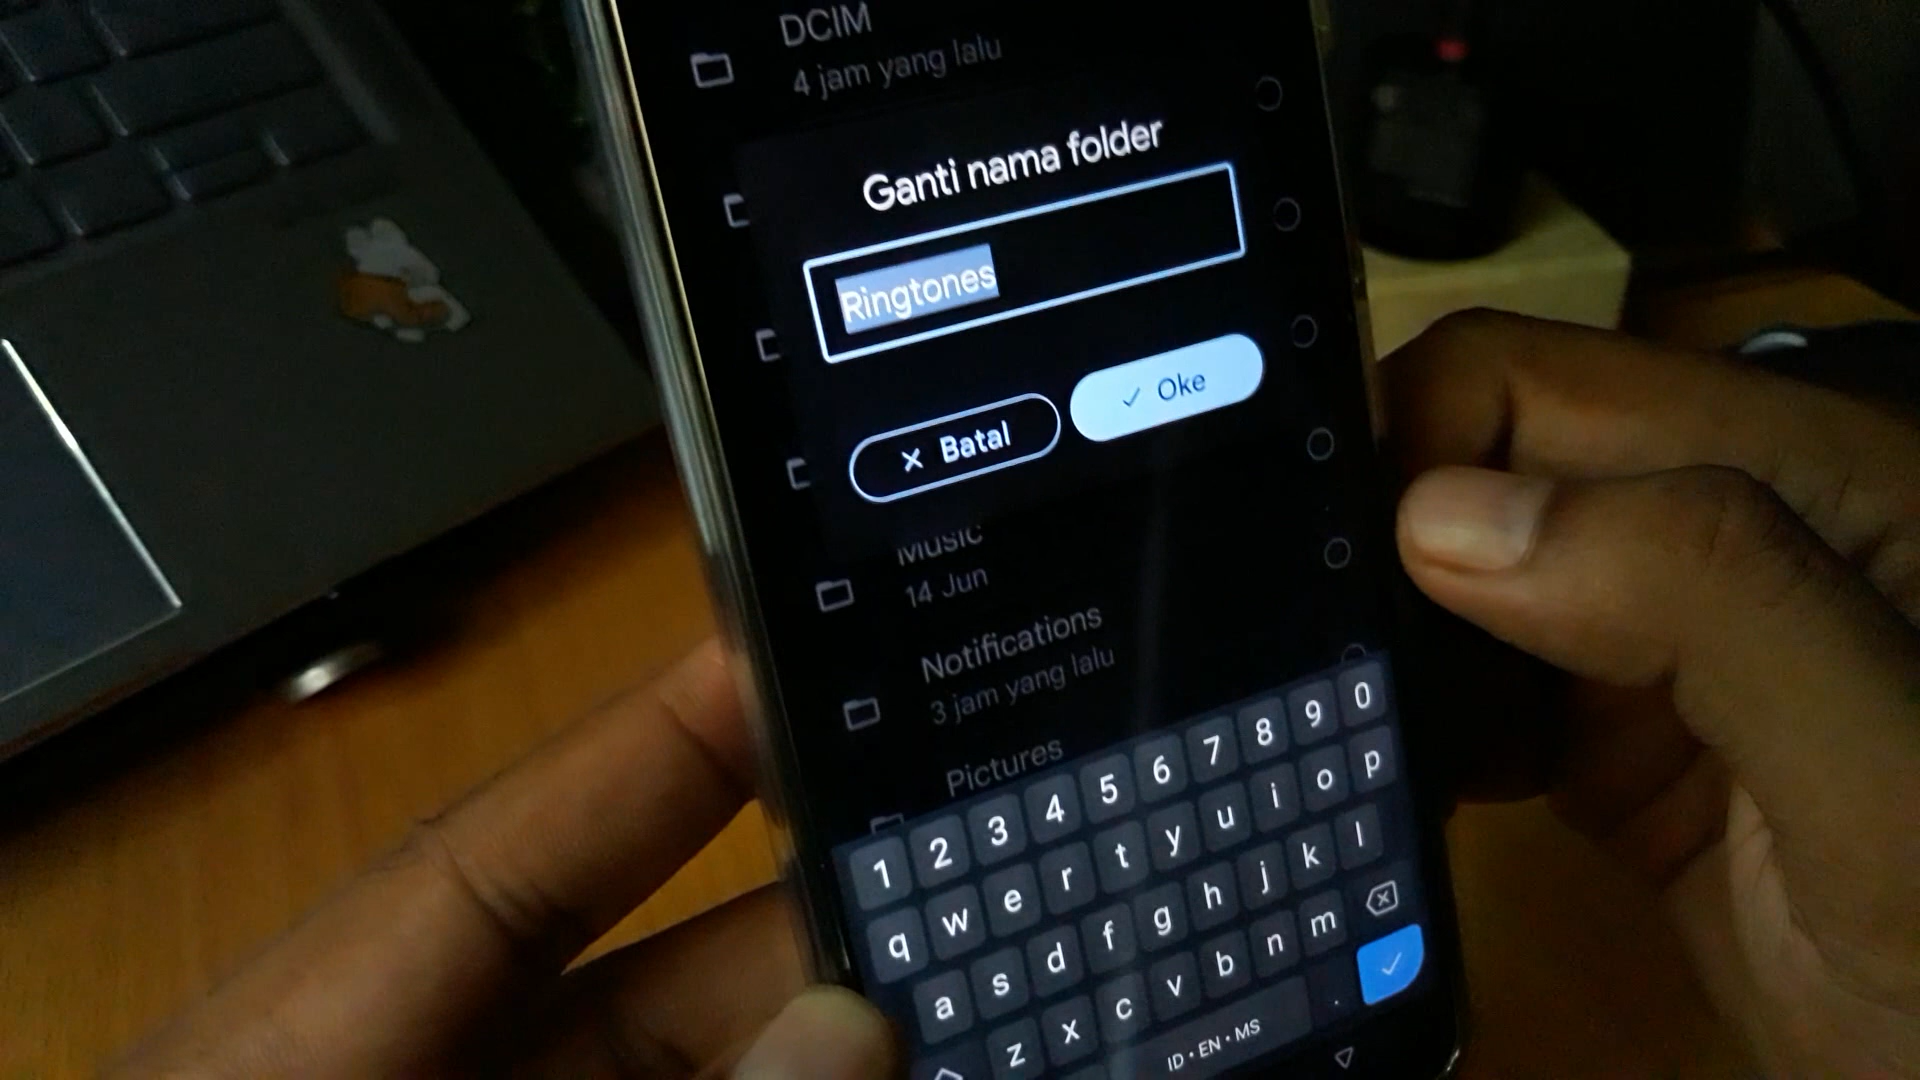 DCIM
4 jam yang lalu
Ganti nama folder
Ringtones
Batal
Oke
Music
14 Jun
Notifications
3 jam yang lalu
Pictures
1 2 3 4 5 6 7 8 9 0
q w e r t y u i o p
a s d f g h j k l
z x c v b n m
ID • EN • MS .